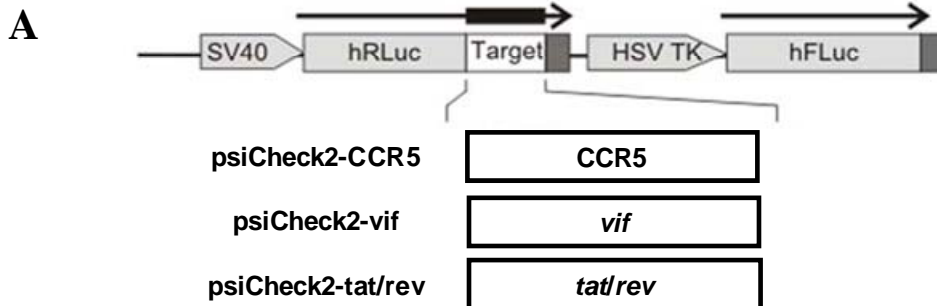 A
SV40 hRLuc Target HSV TK hFLuc
psiCheck2-CCR5 CCR5
psiCheck2-vif vif
psiCheck2-tat/rev tat/rev